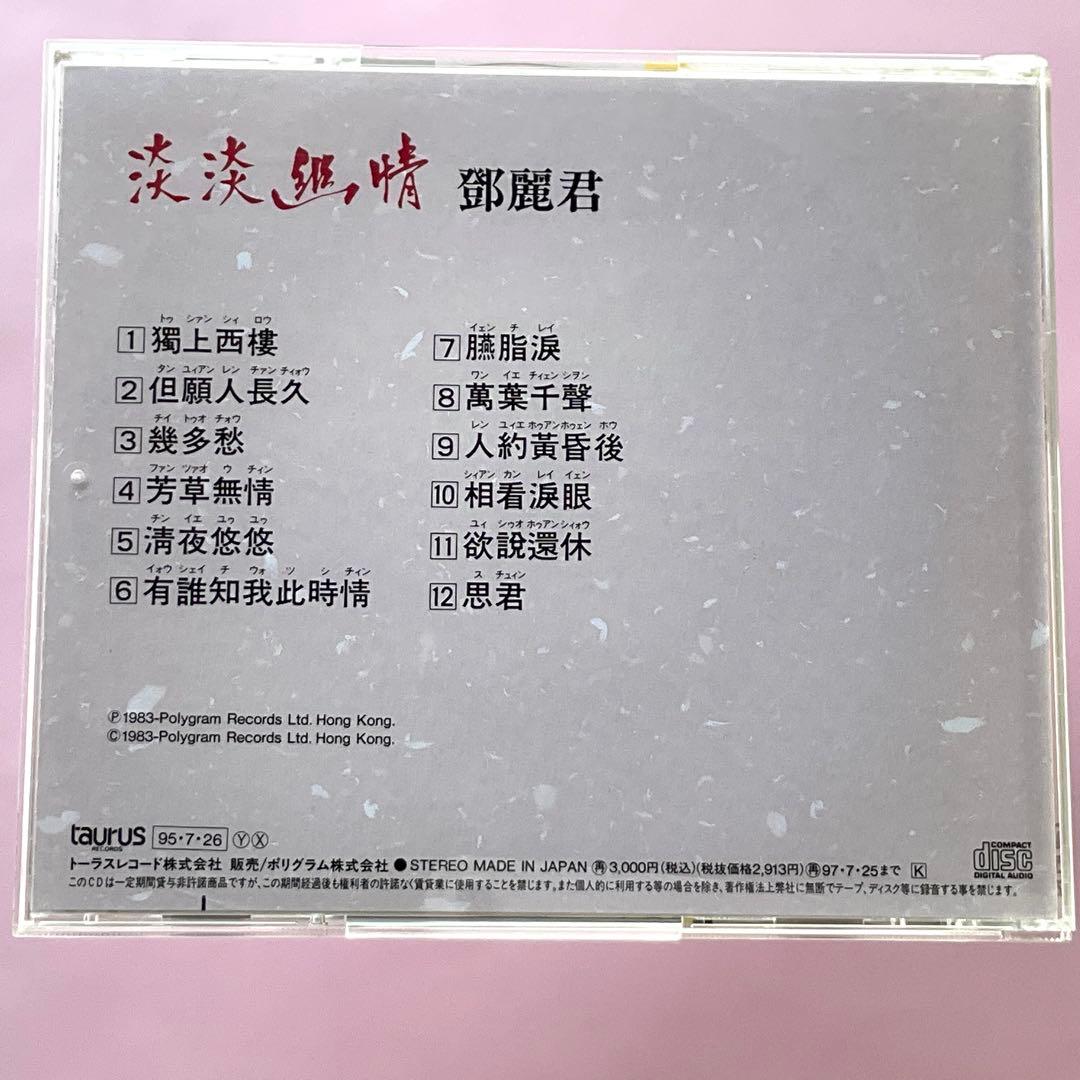 淡淡幽情 鄧麗君
トゥ シァン シィ ロウ
1 獨上西樓
タン ユィアン レン チァン ティオウ
2 但願人長久
チイ トゥオ チォウ
3 幾多愁
ファン ツァオ ウ チィン
4 芳草無情
チン イエ ユゥ ユゥ
5 淸夜悠悠
イォウ シェイ チ ウォ ツ シ チィン
6 有誰知我此時情
イェン チ レイ
7 臙脂淚
ワン イエ チィェン シヲン
8 萬葉千聲
レン ユィエ ホゥアン ホゥェン ホウ
9 人約黃昏後
シィアン カン レイ イェン
10 相看淚眼
ユィ シゥオ ホゥアン シィォウ
11 欲說還休
ス チュィン
12 思君
Ⓟ1983-Polygram Records Ltd. Hong Kong.
©1983-Polygram Records Ltd. Hong Kong.
taurus
RECORDS
95・7・26 ⓎⓍ
トーラスレコード株式会社 販売/ポリグラム株式会社 ● STEREO MADE IN JAPAN ㊢3,000円(税込)(税抜価格2,913円)㊢97・7・25まで K
このCDは一定期間貸与非許諾商品ですが、この期間経過後も権利者の許諾なく賃貸業に使用することを禁じます。また個人的に利用する等の場合を除き、著作権法上弊社に無断でテープ、ディスク等に録音する事を禁じます。
COMPACT
disc
DIGITAL AUDIO